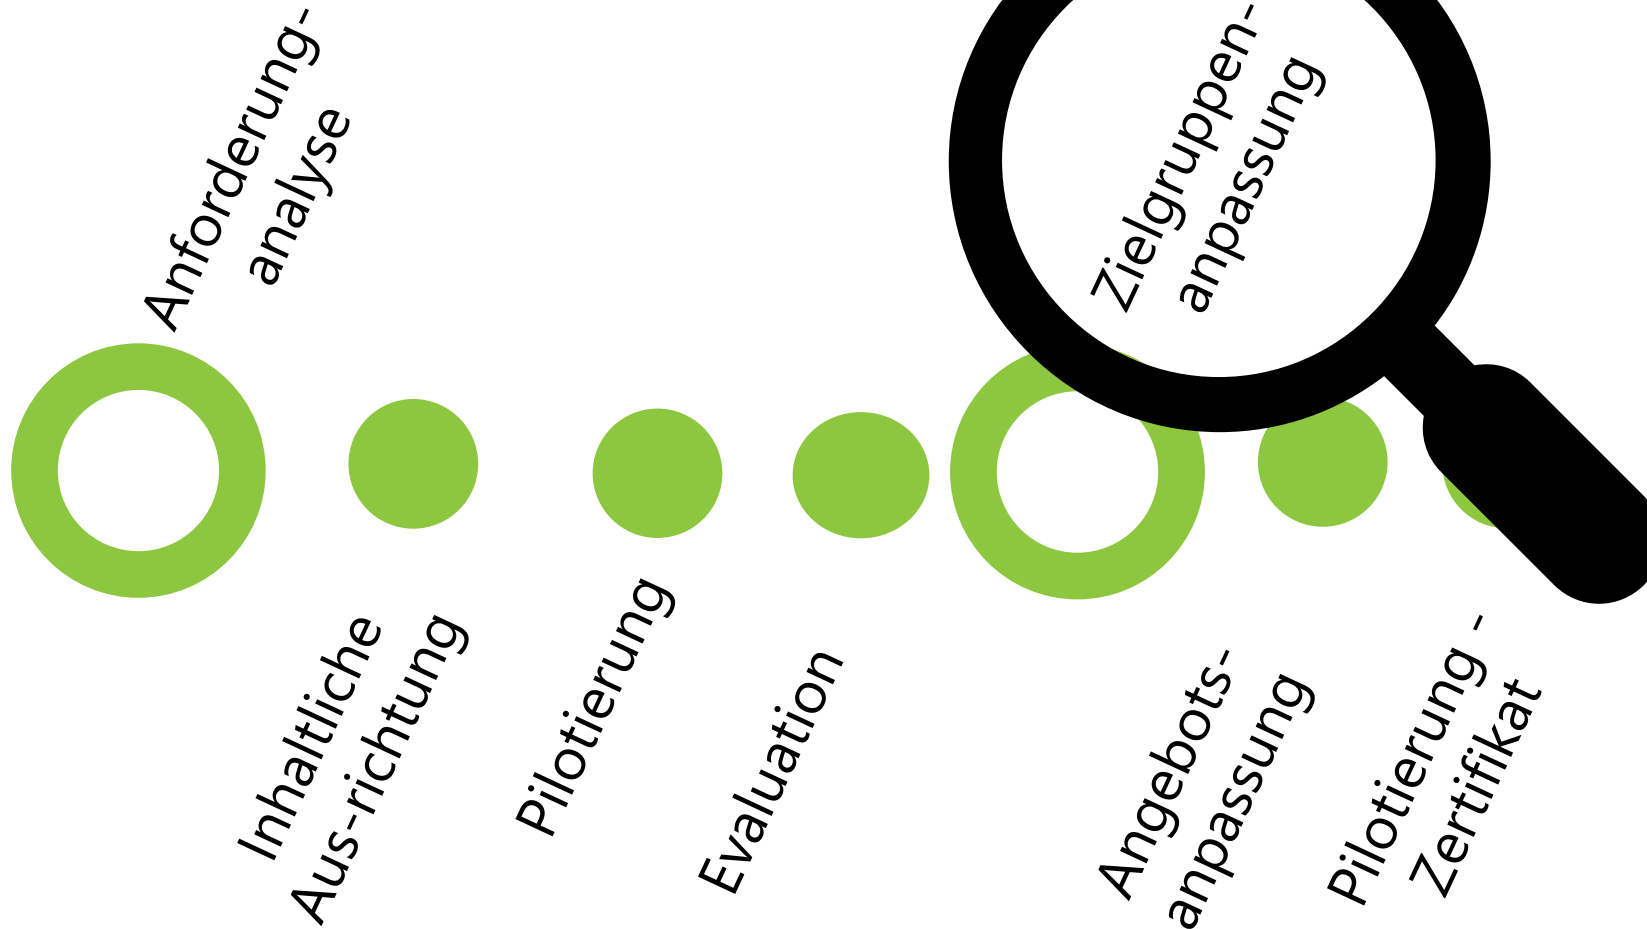 Anforderung-
analyse
Inhaltliche
Aus-richtung
Pilotierung
Evaluation
Zielgruppen-
anpassung
Angebots-
anpassung
Pilotierung -
Zertifikat